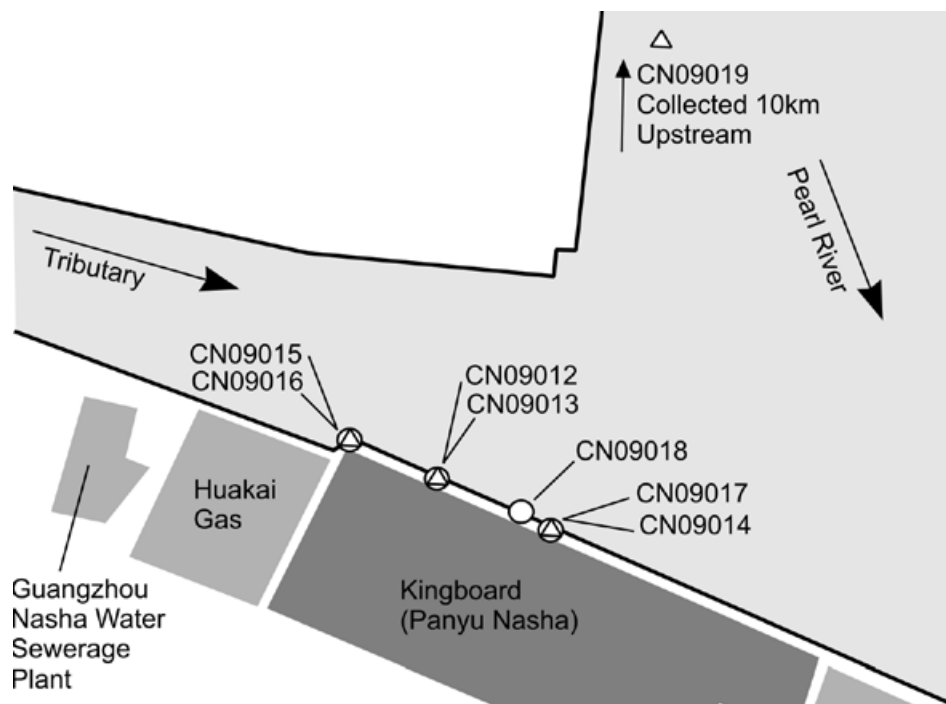 CN09019
Collected 10km
Upstream
Pearl River
Tributary
CN09015
CN09016
CN09012
CN09013
CN09018
CN09017
CN09014
Huakai
Gas
Kingboard
(Panyu Nasha)
Guangzhou
Nasha Water
Sewerage
Plant